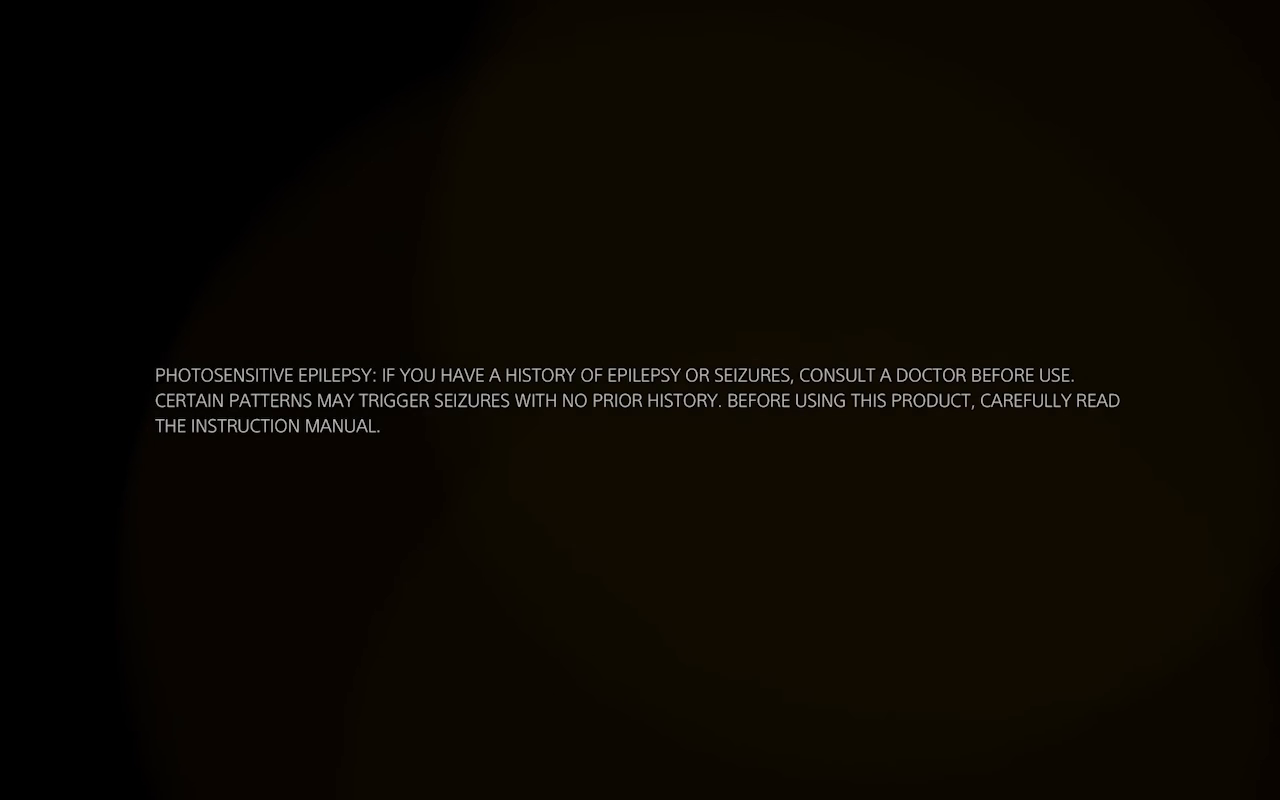 PHOTOSENSITIVE EPILEPSY: IF YOU HAVE A HISTORY OF EPILEPSY OR SEIZURES, CONSULT A DOCTOR BEFORE USE.
CERTAIN PATTERNS MAY TRIGGER SEIZURES WITH NO PRIOR HISTORY. BEFORE USING THIS PRODUCT, CAREFULLY READ
THE INSTRUCTION MANUAL.